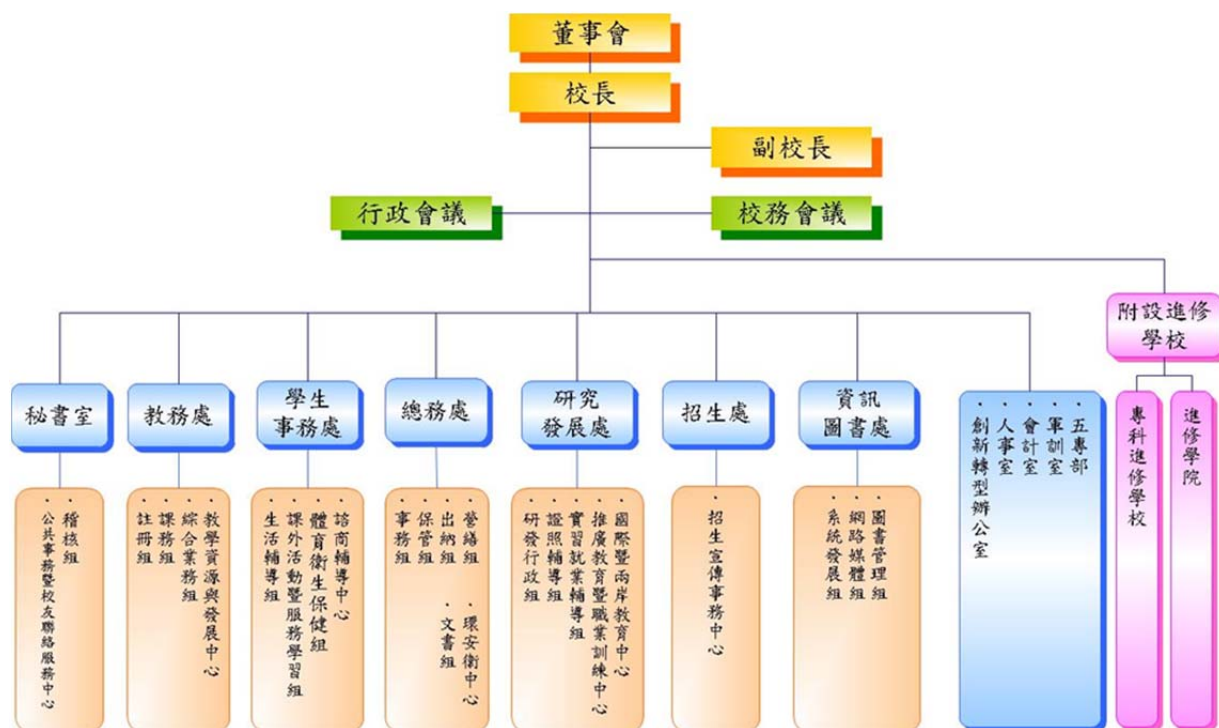 董事會
校長
副校長
行政會議
校務會議
附設進修
學校
秘書室
教務處
學生
事務處
總務處
研究
發展處
招生處
資訊
圖書處
・稽核組
・公共事務暨校友聯絡服務中心
・教學資源與發展中心
・綜合業務組
・課務組
・註冊組
・諮商輔導中心
・體育衛生保健組
・課外活動暨服務學習組
・生活輔導組
・營繕組
・出納組
・保管組
・事務組
・環安衛中心
・文書組
・國際暨兩岸教育中心
・推廣教育暨職業訓練中心
・實習就業輔導組
・證照輔導組
・研發行政組
・招生宣傳事務中心
・圖書管理組
・網路媒體組
・系統發展組
・五專部
・軍訓室
・會計室
・人事室
・創新轉型辦公室
專科進修學校
進修學院